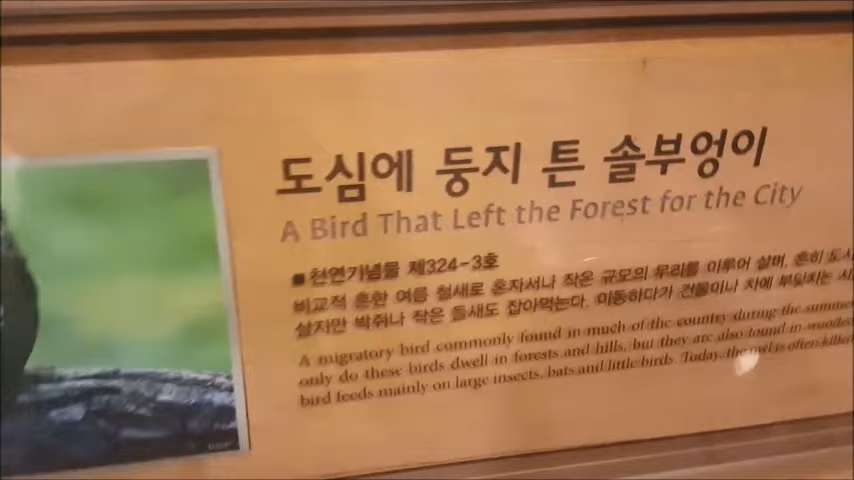 도심에 둥지 튼 솔부엉이
A Bird That Left the Forest for the City
■ 천연기념물 제324-3호
비교적 흔한 여름 철새로 혼자서나 작은 규모의 무리를 이루어 살며, 흔히 도시
살지만 박쥐나 작은 들새도 잡아먹는다. 이동하다가 건물이나 차에 부딪치는
A migratory bird commonly found in much of the country during the summer
only do these birds dwell in forests and hills, but they are also found in wooded
bird feeds mainly on large insects, bats and little birds. Today, the owl is often killed